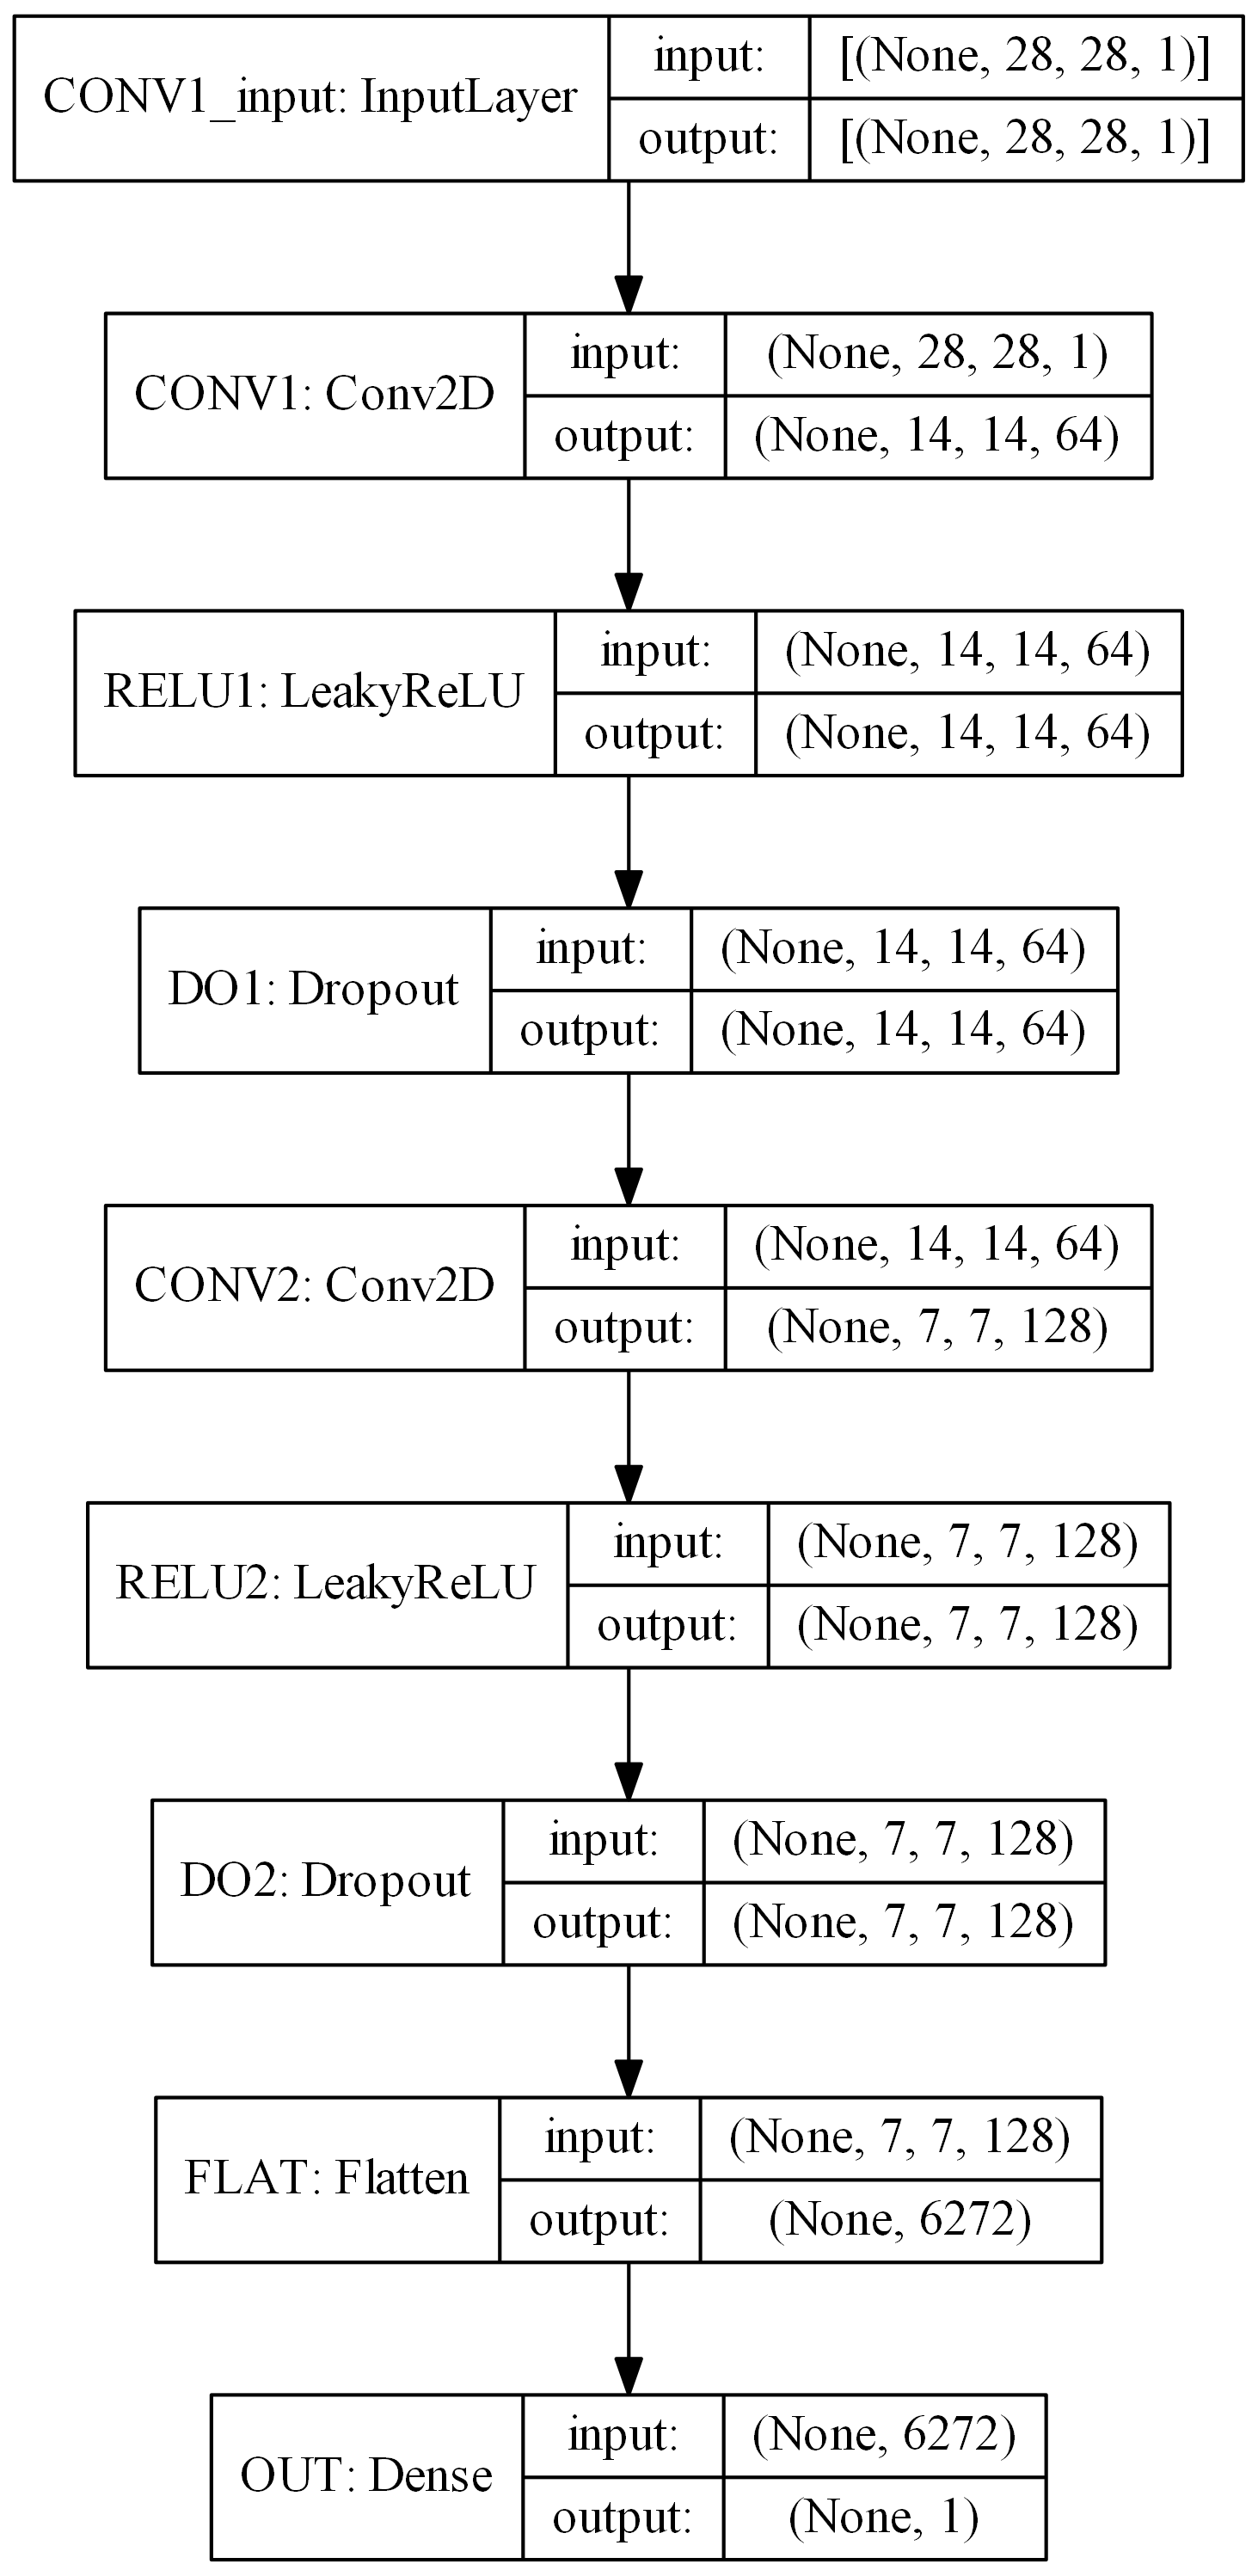 CONV1_input: InputLayer
input: [(None, 28, 28, 1)]
output: [(None, 28, 28, 1)]
CONV1: Conv2D
input: (None, 28, 28, 1)
output: (None, 14, 14, 64)
RELU1: LeakyReLU
input: (None, 14, 14, 64)
output: (None, 14, 14, 64)
DO1: Dropout
input: (None, 14, 14, 64)
output: (None, 14, 14, 64)
CONV2: Conv2D
input: (None, 14, 14, 64)
output: (None, 7, 7, 128)
RELU2: LeakyReLU
input: (None, 7, 7, 128)
output: (None, 7, 7, 128)
DO2: Dropout
input: (None, 7, 7, 128)
output: (None, 7, 7, 128)
FLAT: Flatten
input: (None, 7, 7, 128)
output: (None, 6272)
OUT: Dense
input: (None, 6272)
output: (None, 1)